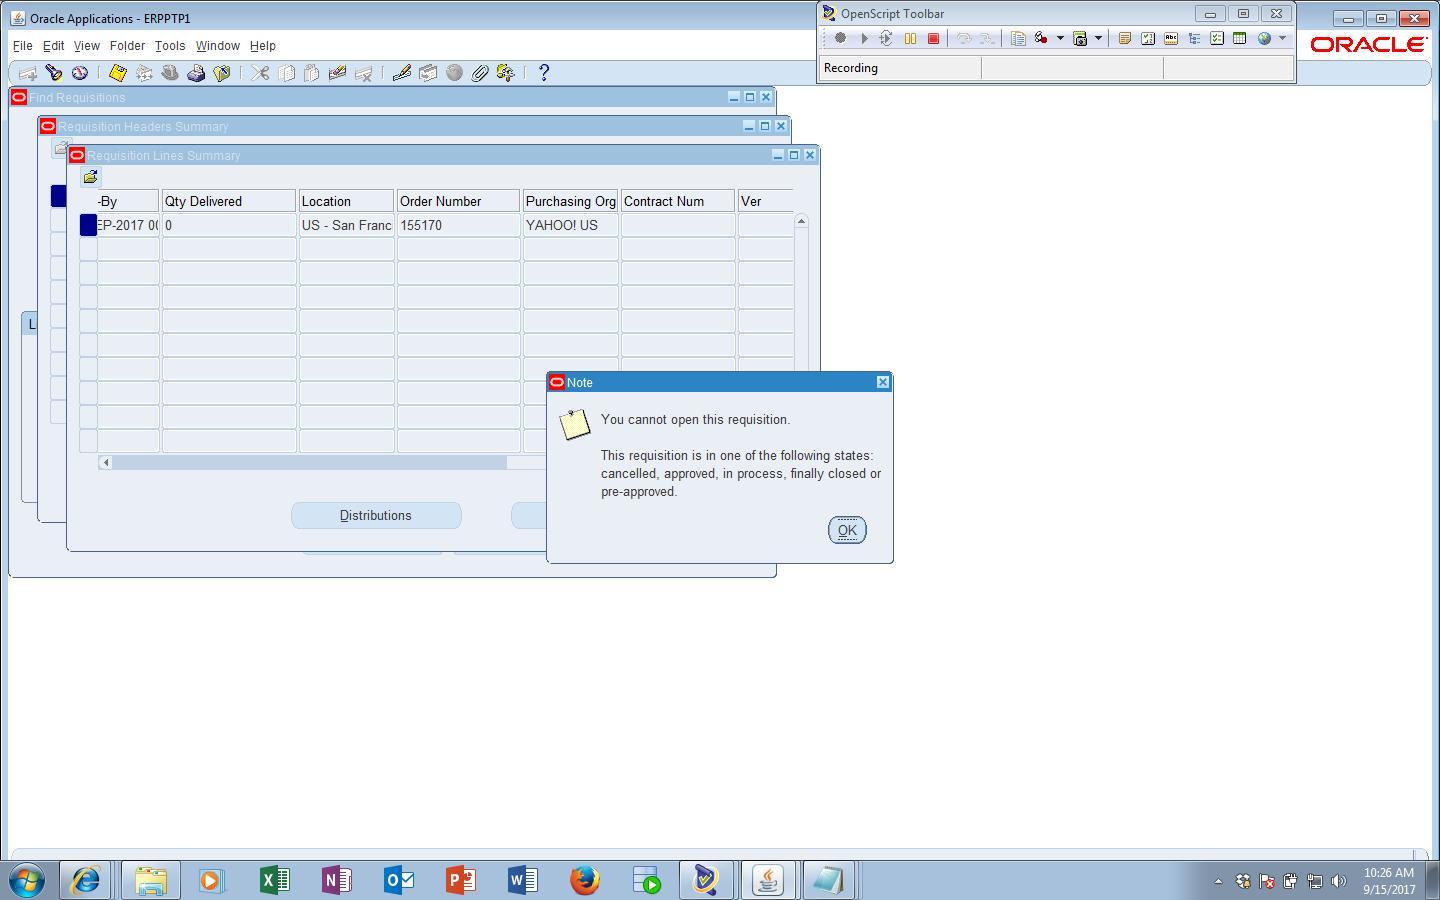 Oracle Applications - ERPPTP1
OpenScript Toolbar
File Edit View Folder Tools Window Help
ORACLE
Recording
Find Requisitions
Requisition Headers Summary
Requisition Lines Summary
-By Qty Delivered Location Order Number Purchasing Org Contract Num Ver
EP-2017 00 0 US - San Franc 155170 YAHOO! US
L
Note
You cannot open this requisition.
This requisition is in one of the following states:
cancelled, approved, in process, finally closed or
pre-approved.
Distributions
OK
10:26 AM
9/15/2017